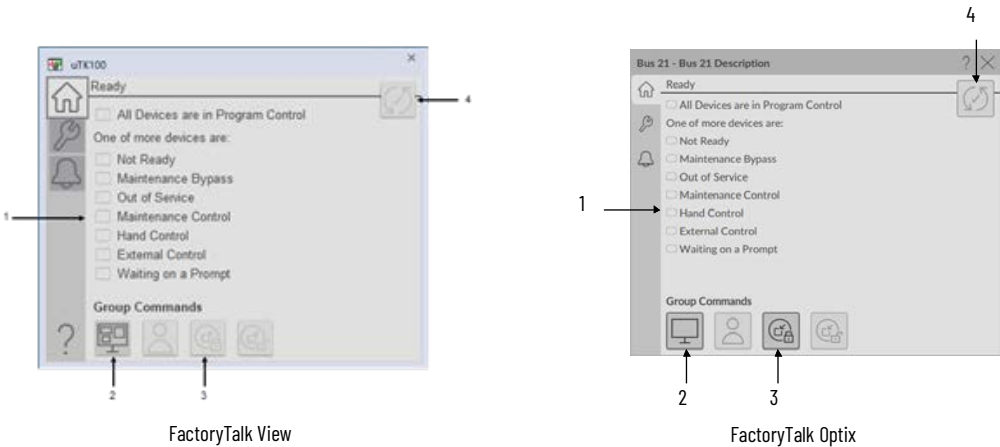 uTK100
Ready
All Devices are in Program Control
One of more devices are:
Not Ready
Maintenance Bypass
Out of Service
Maintenance Control
Hand Control
External Control
Waiting on a Prompt
Group Commands
?
1
2
3
4
FactoryTalk View
4
Bus 21 - Bus 21 Description
?
Ready
All Devices are in Program Control
One of more devices are:
Not Ready
Maintenance Bypass
Out of Service
Maintenance Control
Hand Control
External Control
Waiting on a Prompt
Group Commands
1
2
3
FactoryTalk Optix